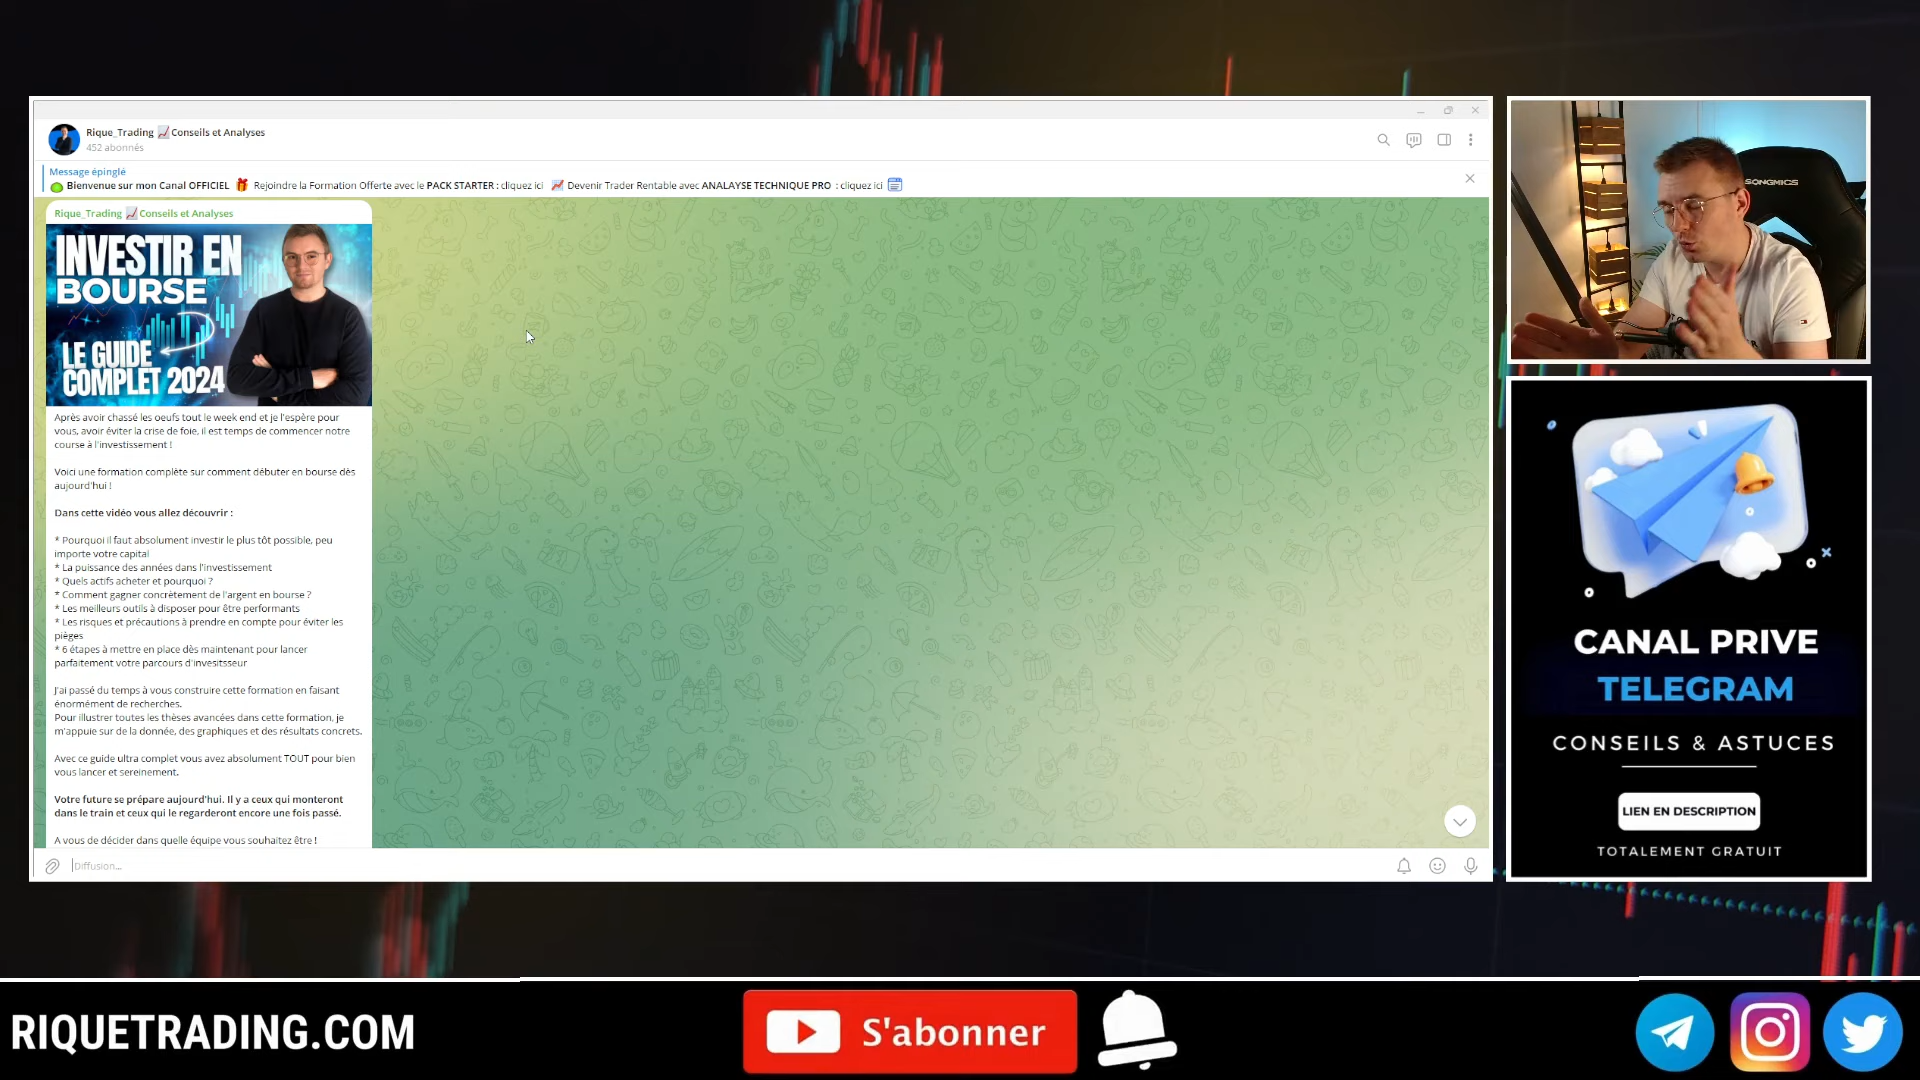 Rique_Trading 📈Conseils et Analyses
452 abonnés
Message épinglé
🟢 Bienvenue sur mon Canal OFFICIEL 🎁 Rejoindre la Formation Offerte avec le PACK STARTER : cliquez ici 📈 Devenir Trader Rentable avec ANALAYSE TECHNIQUE PRO : cliquez ici
Rique_Trading 📈Conseils et Analyses
INVESTIR EN
BOURSE
LE GUIDE
COMPLET 2024
Après avoir chassé les oeufs tout le week end et je l'espère pour
vous, avoir éviter la crise de foie, il est temps de commencer notre
course à l'investissement !
Voici une formation complète sur comment débuter en bourse dès
aujourd'hui !
Dans cette vidéo vous allez découvrir :
* Pourquoi il faut absolument investir le plus tôt possible, peu
importe votre capital
* La puissance des années dans l'investissement
* Quels actifs acheter et pourquoi ?
* Comment gagner concrètement de l'argent en bourse ?
* Les meilleurs outils à disposer pour être performants
* Les risques et précautions à prendre en compte pour éviter les
pièges
* 6 étapes à mettre en place dès maintenant pour lancer
parfaitement votre parcours d'invesitsseur
J'ai passé du temps à vous construire cette formation en faisant
énormément de recherches.
Pour illustrer toutes les thèses avancées dans cette formation, je
m'appuie sur de la donnée, des graphiques et des résultats concrets.
Avec ce guide ultra complet vous avez absolument TOUT pour bien
vous lancer et sereinement.
Votre future se prépare aujourd'hui. Il y a ceux qui monteront
dans le train et ceux qui le regarderont encore une fois passé.
A vous de décider dans quelle équipe vous souhaitez être !
Diffusion...
SONGMICS
CANAL PRIVE
TELEGRAM
CONSEILS & ASTUCES
LIEN EN DESCRIPTION
TOTALEMENT GRATUIT
RIQUETRADING.COM
S'abonner